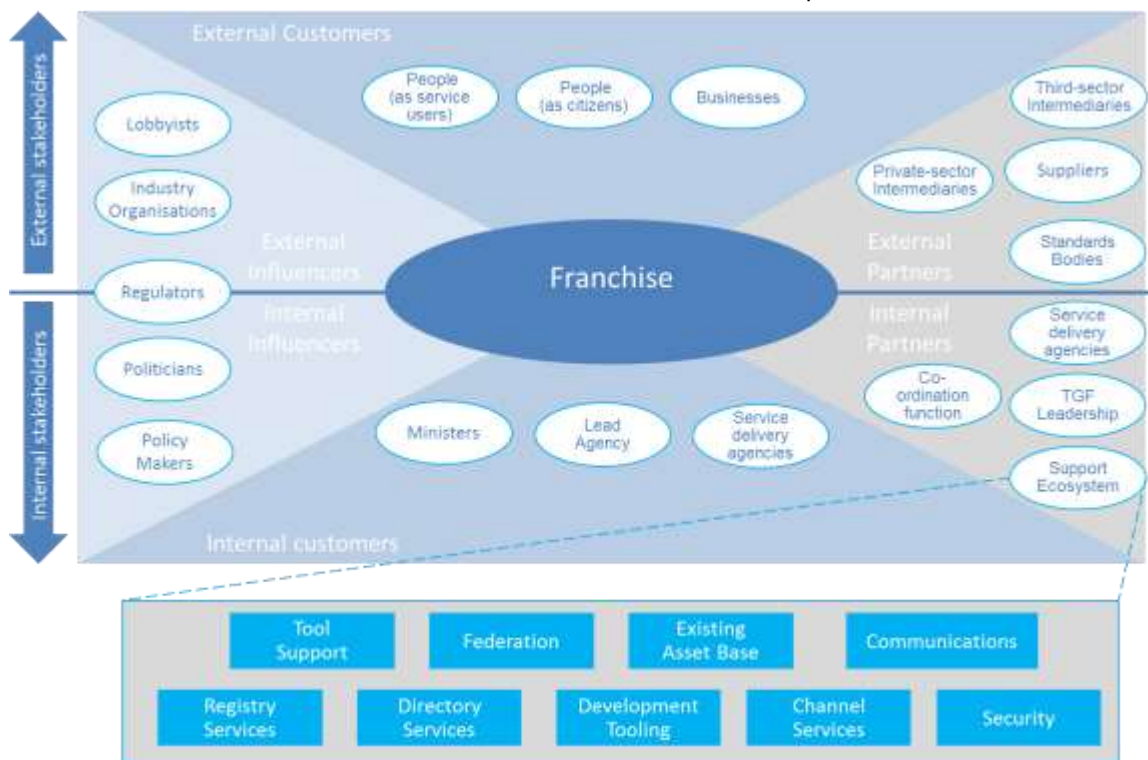 External Customers
External stakeholders
People
(as service
users)
People
(as citizens)
Businesses
Third-sector
Intermediaries
Lobbyists
Private-sector
Intermediaries
Suppliers
Industry
Organisations
External
Influencers
Franchise
External
Partners
Standards
Bodies
Regulators
Internal
Influencers
Internal
Partners
Service
delivery
agencies
Internal stakeholders
Politicians
Co-
ordination
function
TGF
Leadership
Policy
Makers
Ministers
Lead
Agency
Service
delivery
agencies
Support
Ecosystem
Internal customers
Tool
Support
Federation
Existing
Asset Base
Communications
Registry
Services
Directory
Services
Development
Tooling
Channel
Services
Security